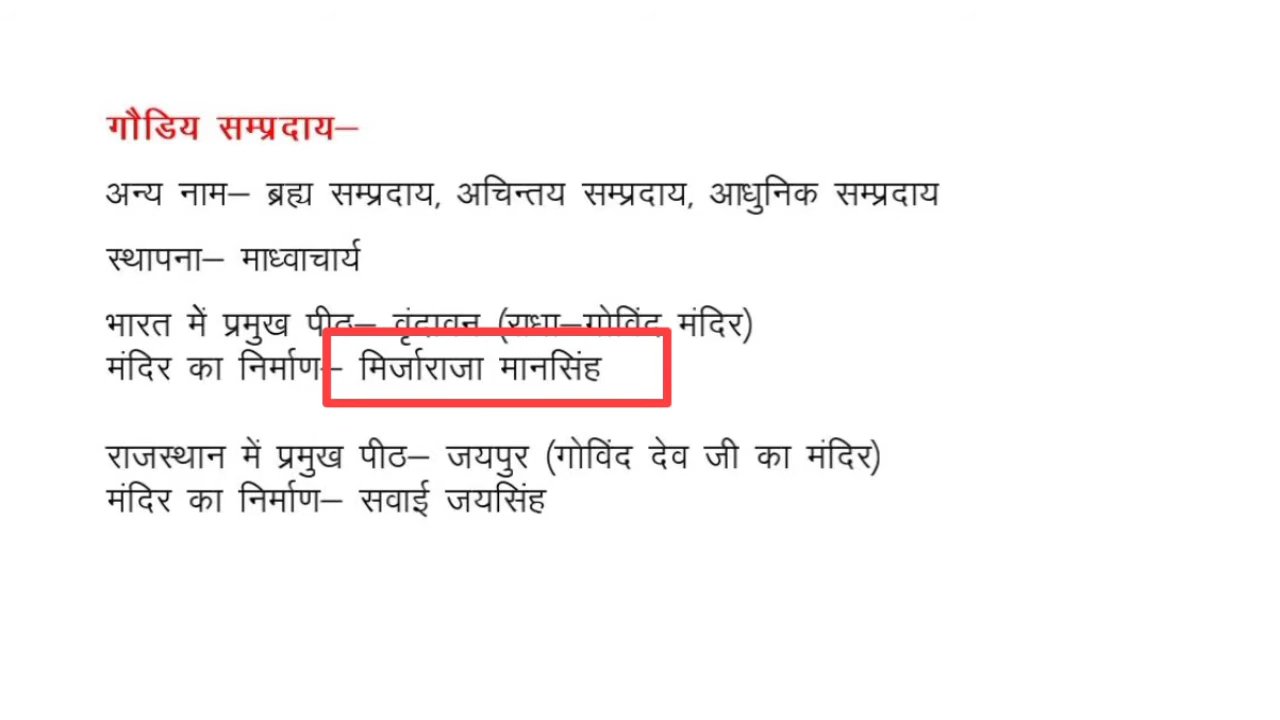 गौडिय सम्प्रदाय–
अन्य नाम– ब्रह्य सम्प्रदाय, अचिन्तय सम्प्रदाय, आधुनिक सम्प्रदाय
स्थापना– माध्वाचार्य
भारत में प्रमुख पीठ– वृंदावन (राधा–गोविंद मंदिर)
मंदिर का निर्माण– मिर्जाराजा मानसिंह
राजस्थान में प्रमुख पीठ– जयपुर (गोविंद देव जी का मंदिर)
मंदिर का निर्माण– सवाई जयसिंह